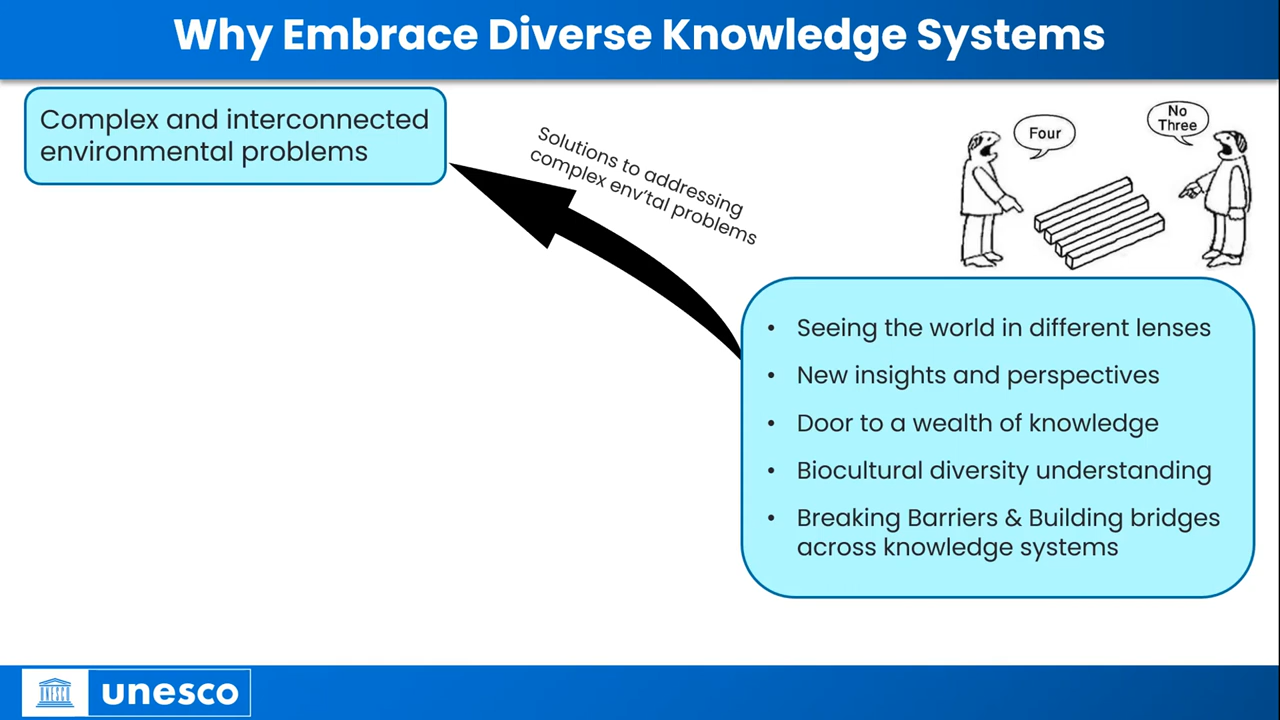 Why Embrace Diverse Knowledge Systems
Complex and interconnected
environmental problems
Solutions to addressing
complex env'tal problems
Four
No
Three
• Seeing the world in different lenses
• New insights and perspectives
• Door to a wealth of knowledge
• Biocultural diversity understanding
• Breaking Barriers & Building bridges
across knowledge systems
unesco